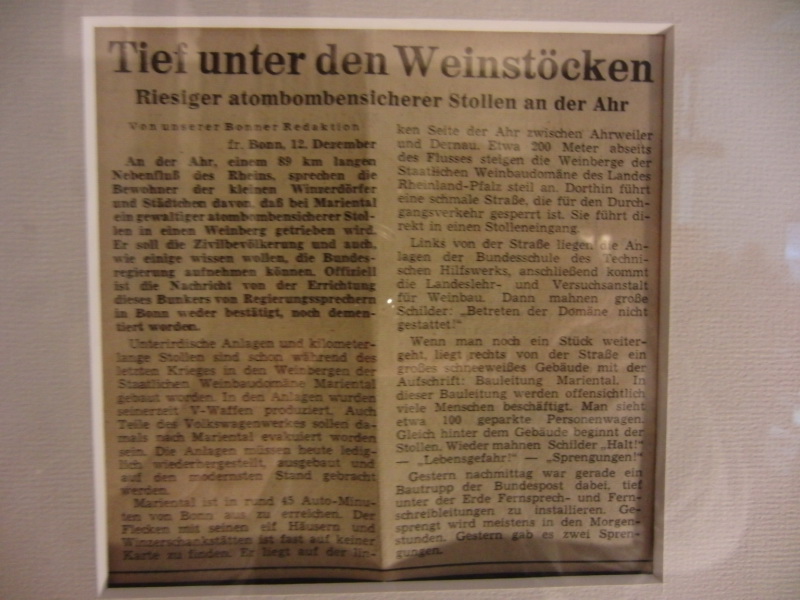 Tief unter den Weinstöcken
Riesiger atombombensicherer Stollen an der Ahr
Von unserer Bonner Redaktion
fr. Bonn, 12. Dezember
An der Ahr, einem 89 km langen
Nebenfluß des Rheins, sprechen die
Bewohner der kleinen Winzerdörfer
und Städtchen davon, daß bei Mariental
ein gewaltiger atombombensicherer Stol-
len in einen Weinberg getrieben wird.
Er soll die Zivilbevölkerung und auch,
wie einige wissen wollen, die Bundes-
regierung aufnehmen können. Offiziell
ist die Nachricht von der Errichtung
dieses Bunkers von Regierungssprechern
in Bonn weder bestätigt, noch demen-
tiert worden.
Unterirdische Anlagen und kilometer-
lange Stollen sind schon während des
letzten Krieges in den Weinbergen der
Staatlichen Weinbaudomäne Mariental
gebaut worden. In den Anlagen wurden
seinerzeit V-Waffen produziert. Auch
Teile des Volkswagenwerkes sollen da-
mals nach Mariental evakuiert worden
sein. Die Anlagen müssen heute ledig-
lich wiederhergestellt, ausgebaut und
auf den modernsten Stand gebracht
werden.
Mariental ist in rund 45 Auto-Minu-
ten von Bonn aus zu erreichen. Der
Flecken mit seinen elf Häusern und
Winzerschankstätten ist fast auf keiner
Karte zu finden. Er liegt auf der lin-
ken Seite der Ahr zwischen Ahrweiler
und Dernau. Etwa 200 Meter abseits
des Flusses steigen die Weinberge der
Staatlichen Weinbaudomäne des Landes
Rheinland-Pfalz steil an. Dorthin führt
eine schmale Straße, die für den Durch-
gangsverkehr gesperrt ist. Sie führt di-
rekt in einen Stolleneingang.
Links von der Straße liegen die An-
lagen der Bundesschule des Techni-
schen Hilfswerks, anschließend kommt
die Landeslehr- und Versuchsanstalt
für Weinbau. Dann mahnen große
Schilder: „Betreten der Domäne nicht
gestattet!"
Wenn man noch ein Stück weiter-
geht, liegt rechts von der Straße ein
großes schneeweißes Gebäude mit der
Aufschrift: Bauleitung Mariental. In
dieser Bauleitung werden offensichtlich
viele Menschen beschäftigt. Man sieht
etwa 100 geparkte Personenwagen.
Gleich hinter dem Gebäude beginnt der
Stollen. Wieder mahnen Schilder „Halt!"
— „Lebensgefahr!" — „Sprengungen!"
Gestern nachmittag war gerade ein
Bautrupp der Bundespost dabei, tief
unter der Erde Fernsprech- und Fern-
schreibleitungen zu installieren. Ge-
sprengt wird meistens in den Morgen-
stunden. Gestern gab es zwei Spren-
gungen.